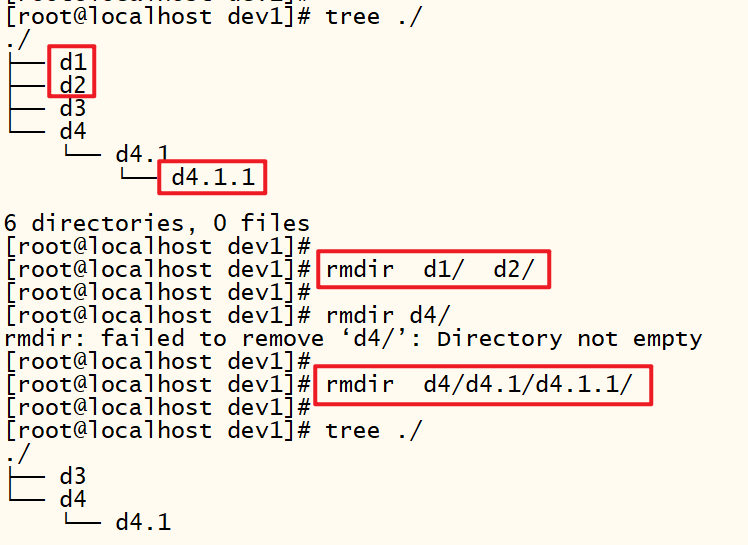 [root@localhost dev1]# tree ./
./
├── d1
├── d2
├── d3
└── d4
    └── d4.1
        └── d4.1.1

6 directories, 0 files
[root@localhost dev1]#
[root@localhost dev1]# rmdir  d1/  d2/
[root@localhost dev1]#
[root@localhost dev1]# rmdir d4/
rmdir: failed to remove ‘d4/’: Directory not empty
[root@localhost dev1]#
[root@localhost dev1]# rmdir  d4/d4.1/d4.1.1/
[root@localhost dev1]#
[root@localhost dev1]# tree ./
./
├── d3
└── d4
    └── d4.1